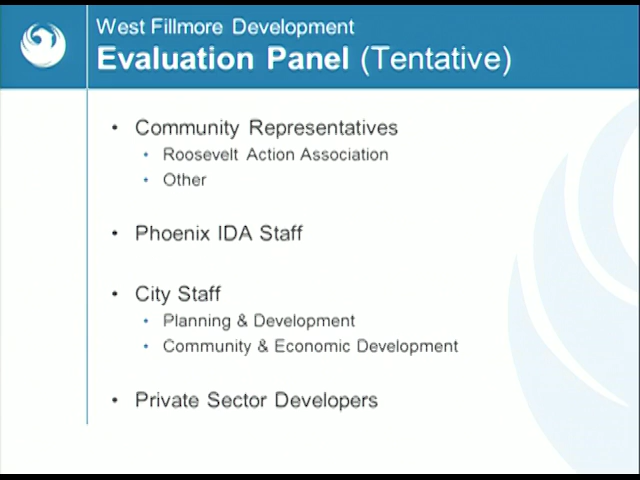 West Fillmore Development
Evaluation Panel (Tentative)
• Community Representatives
• Roosevelt Action Association
• Other
• Phoenix IDA Staff
• City Staff
• Planning & Development
• Community & Economic Development
• Private Sector Developers